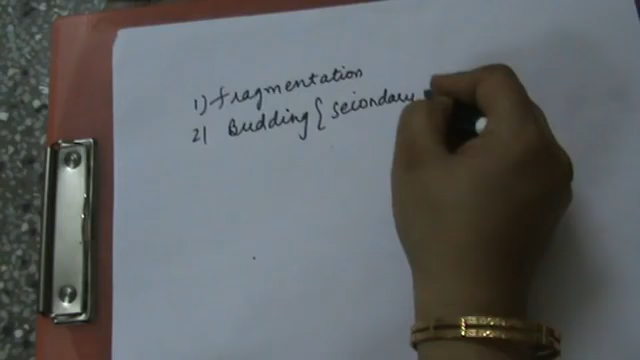 1) Fragmentation
2) Budding { secondary